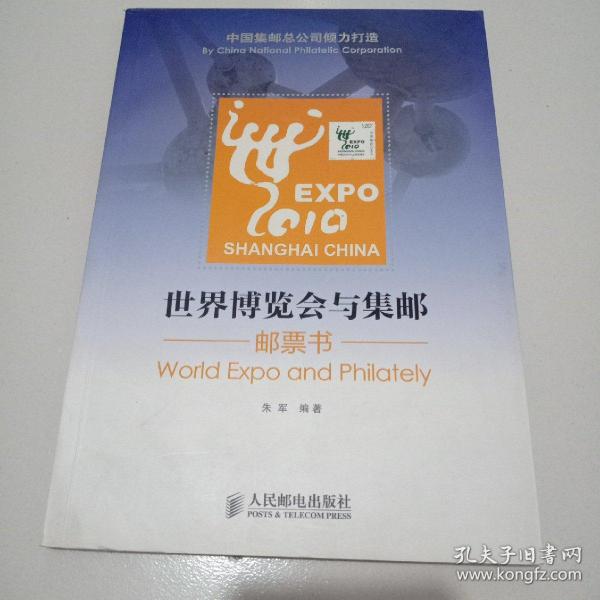 中国集邮总公司倾力打造
By China National Philatelic Corporation
EXPO
2010
SHANGHAI CHINA
世界博览会与集邮
邮票书
World Expo and Philately
朱军 编著
人民邮电出版社
POSTS & TELECOM PRESS
孔夫子旧书网
www.kongfz.com